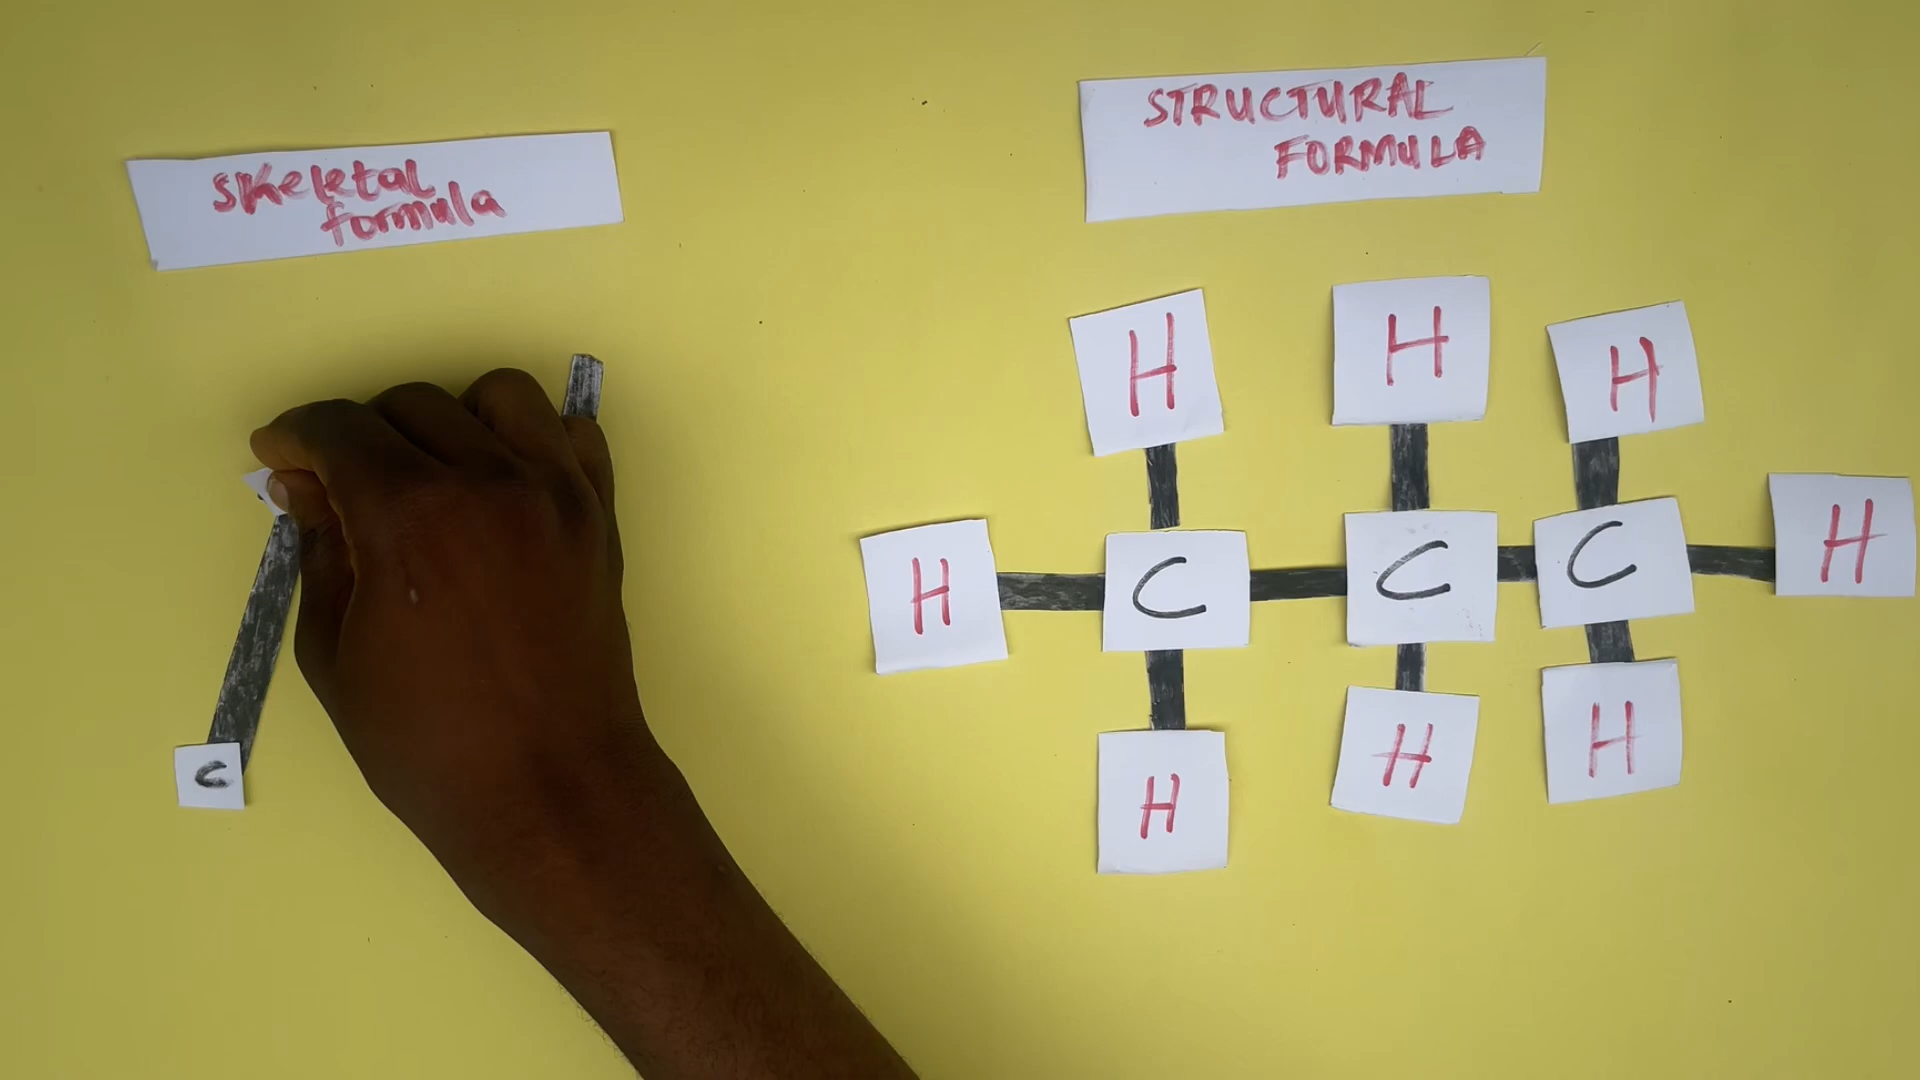 Skeletal
formula
STRUCTURAL
FORMULA
H H H
H C C C H
H H H
C